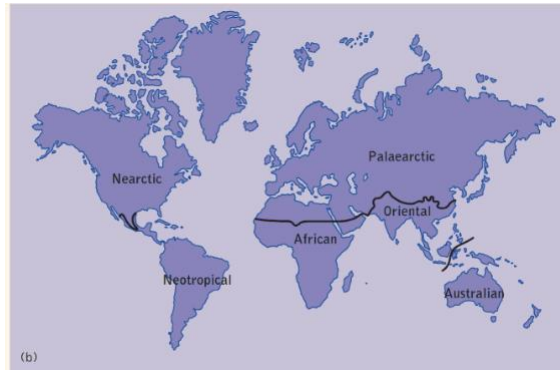 Palaearctic
Nearctic
Oriental
African
Neotropical
Australian
(b)